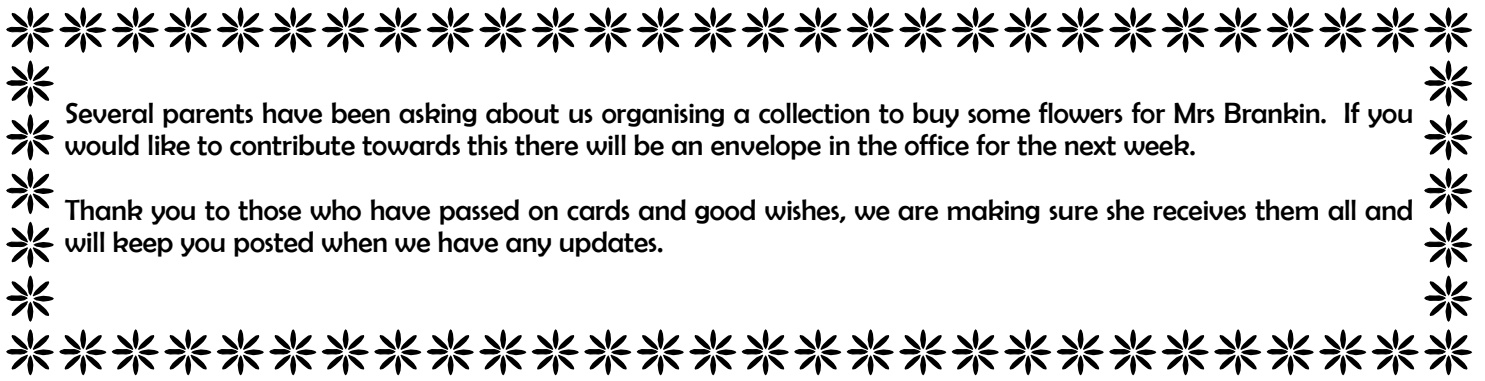 Several parents have been asking about us organising a collection to buy some flowers for Mrs Brankin.  If you
would like to contribute towards this there will be an envelope in the office for the next week.
Thank you to those who have passed on cards and good wishes, we are making sure she receives them all and
will keep you posted when we have any updates.